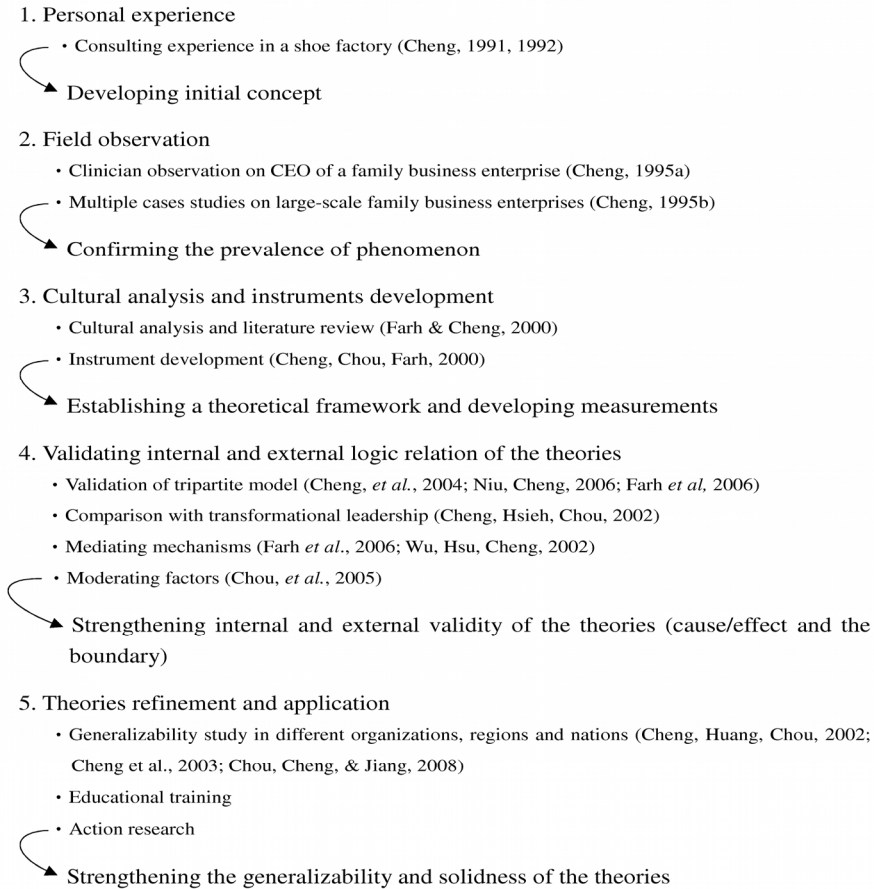 1. Personal experience
• Consulting experience in a shoe factory (Cheng, 1991, 1992)
Developing initial concept
2. Field observation
• Clinician observation on CEO of a family business enterprise (Cheng, 1995a)
• Multiple cases studies on large-scale family business enterprises (Cheng, 1995b)
Confirming the prevalence of phenomenon
3. Cultural analysis and instruments development
• Cultural analysis and literature review (Farh & Cheng, 2000)
• Instrument development (Cheng, Chou, Farh, 2000)
Establishing a theoretical framework and developing measurements
4. Validating internal and external logic relation of the theories
• Validation of tripartite model (Cheng, et al., 2004; Niu, Cheng, 2006; Farh et al, 2006)
• Comparison with transformational leadership (Cheng, Hsieh, Chou, 2002)
• Mediating mechanisms (Farh et al., 2006; Wu, Hsu, Cheng, 2002)
• Moderating factors (Chou, et al., 2005)
Strengthening internal and external validity of the theories (cause/effect and the
boundary)
5. Theories refinement and application
• Generalizability study in different organizations, regions and nations (Cheng, Huang, Chou, 2002;
Cheng et al., 2003; Chou, Cheng, & Jiang, 2008)
• Educational training
• Action research
Strengthening the generalizability and solidness of the theories